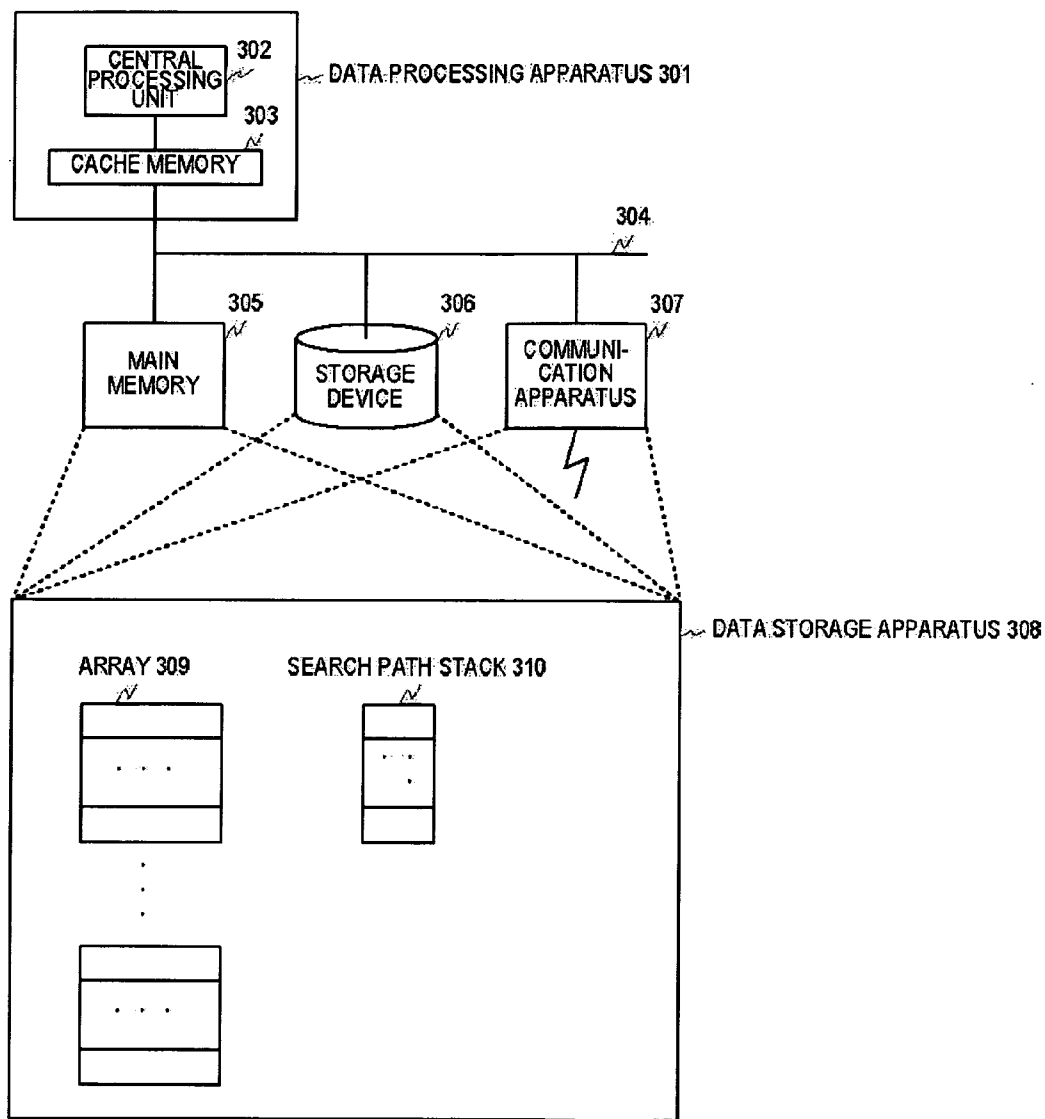 CENTRAL
PROCESSING
UNIT
302
DATA PROCESSING APPARATUS 301
303
CACHE MEMORY
304
305
306
307
MAIN
MEMORY
STORAGE
DEVICE
COMMUNI-
CATION
APPARATUS
DATA STORAGE APPARATUS 308
ARRAY 309
SEARCH PATH STACK 310